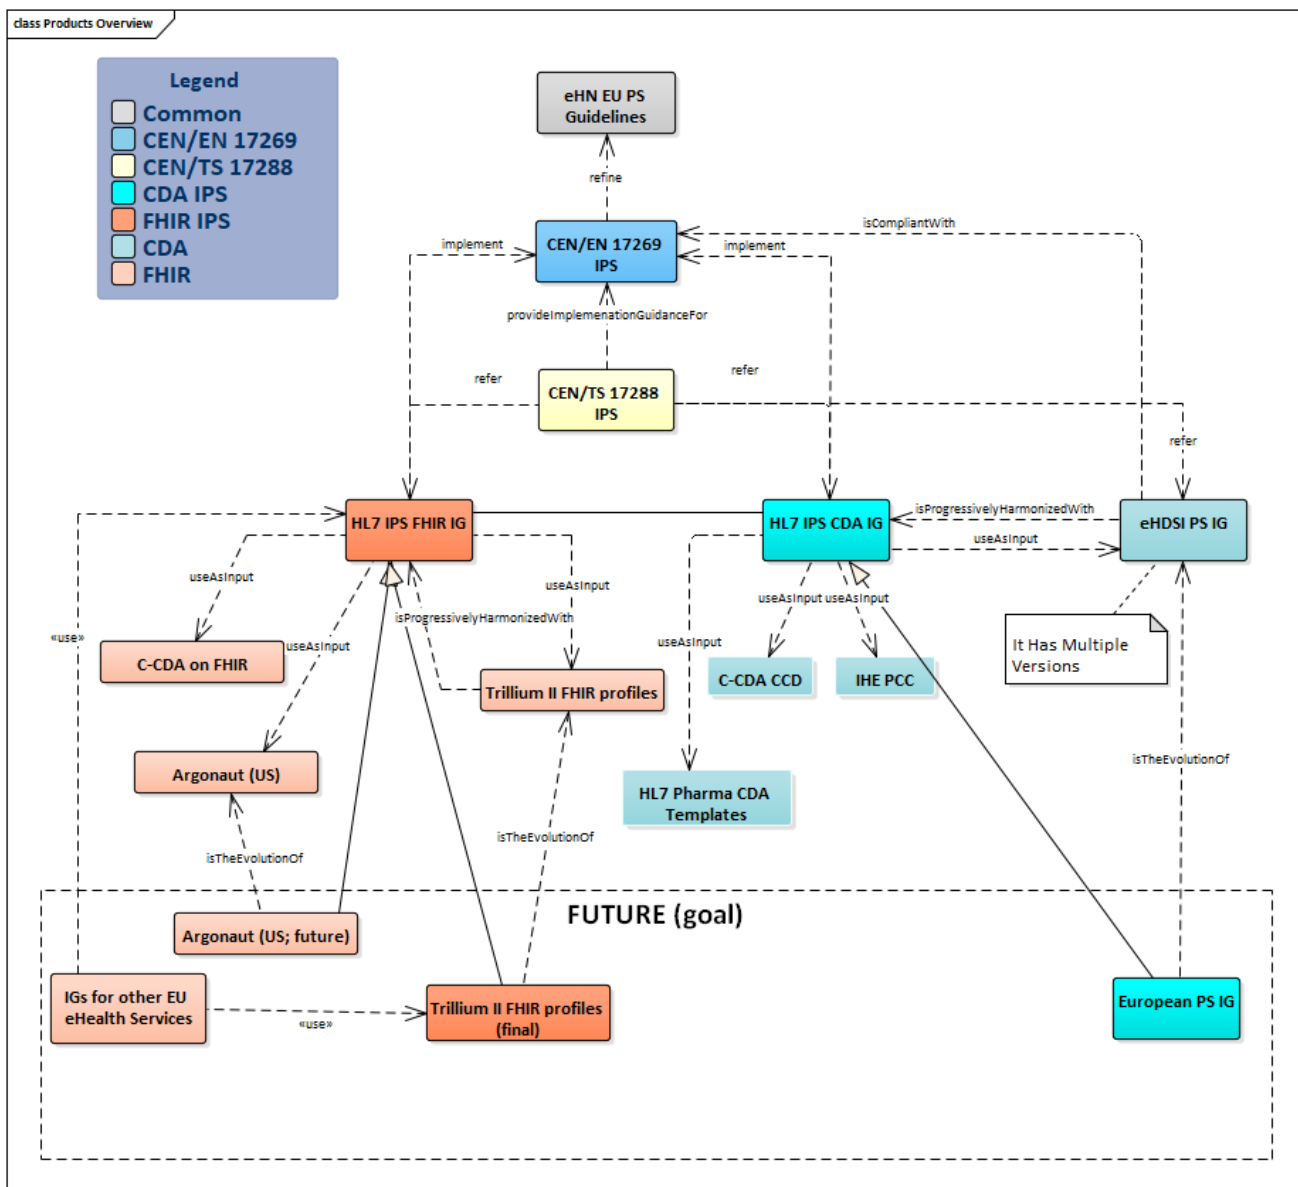 class Products Overview
Legend
Common
CEN/EN 17269
CEN/TS 17288
CDA IPS
FHIR IPS
CDA
FHIR
eHN EU PS
Guidelines
refine
isCompliantWith
implement
CEN/EN 17269
IPS
implement
provideImplemenationGuidanceFor
refer
CEN/TS 17288
IPS
refer
refer
HL7 IPS FHIR IG
HL7 IPS CDA IG
isProgressivelyHarmonizedWith
eHDSI PS IG
useAsInput
useAsInput
useAsInput
useAsInput
useAsInput
isProgressivelyHarmonizedWith
«use»
useAsInput
useAsInput
It Has Multiple
Versions
C-CDA on FHIR
C-CDA CCD
IHE PCC
Trillium II FHIR profiles
Argonaut (US)
isTheEvolutionOf
HL7 Pharma CDA
Templates
isTheEvolutionOf
isTheEvolutionOf
FUTURE (goal)
Argonaut (US; future)
IGs for other EU
eHealth Services
«use»
Trillium II FHIR profiles
(final)
European PS IG